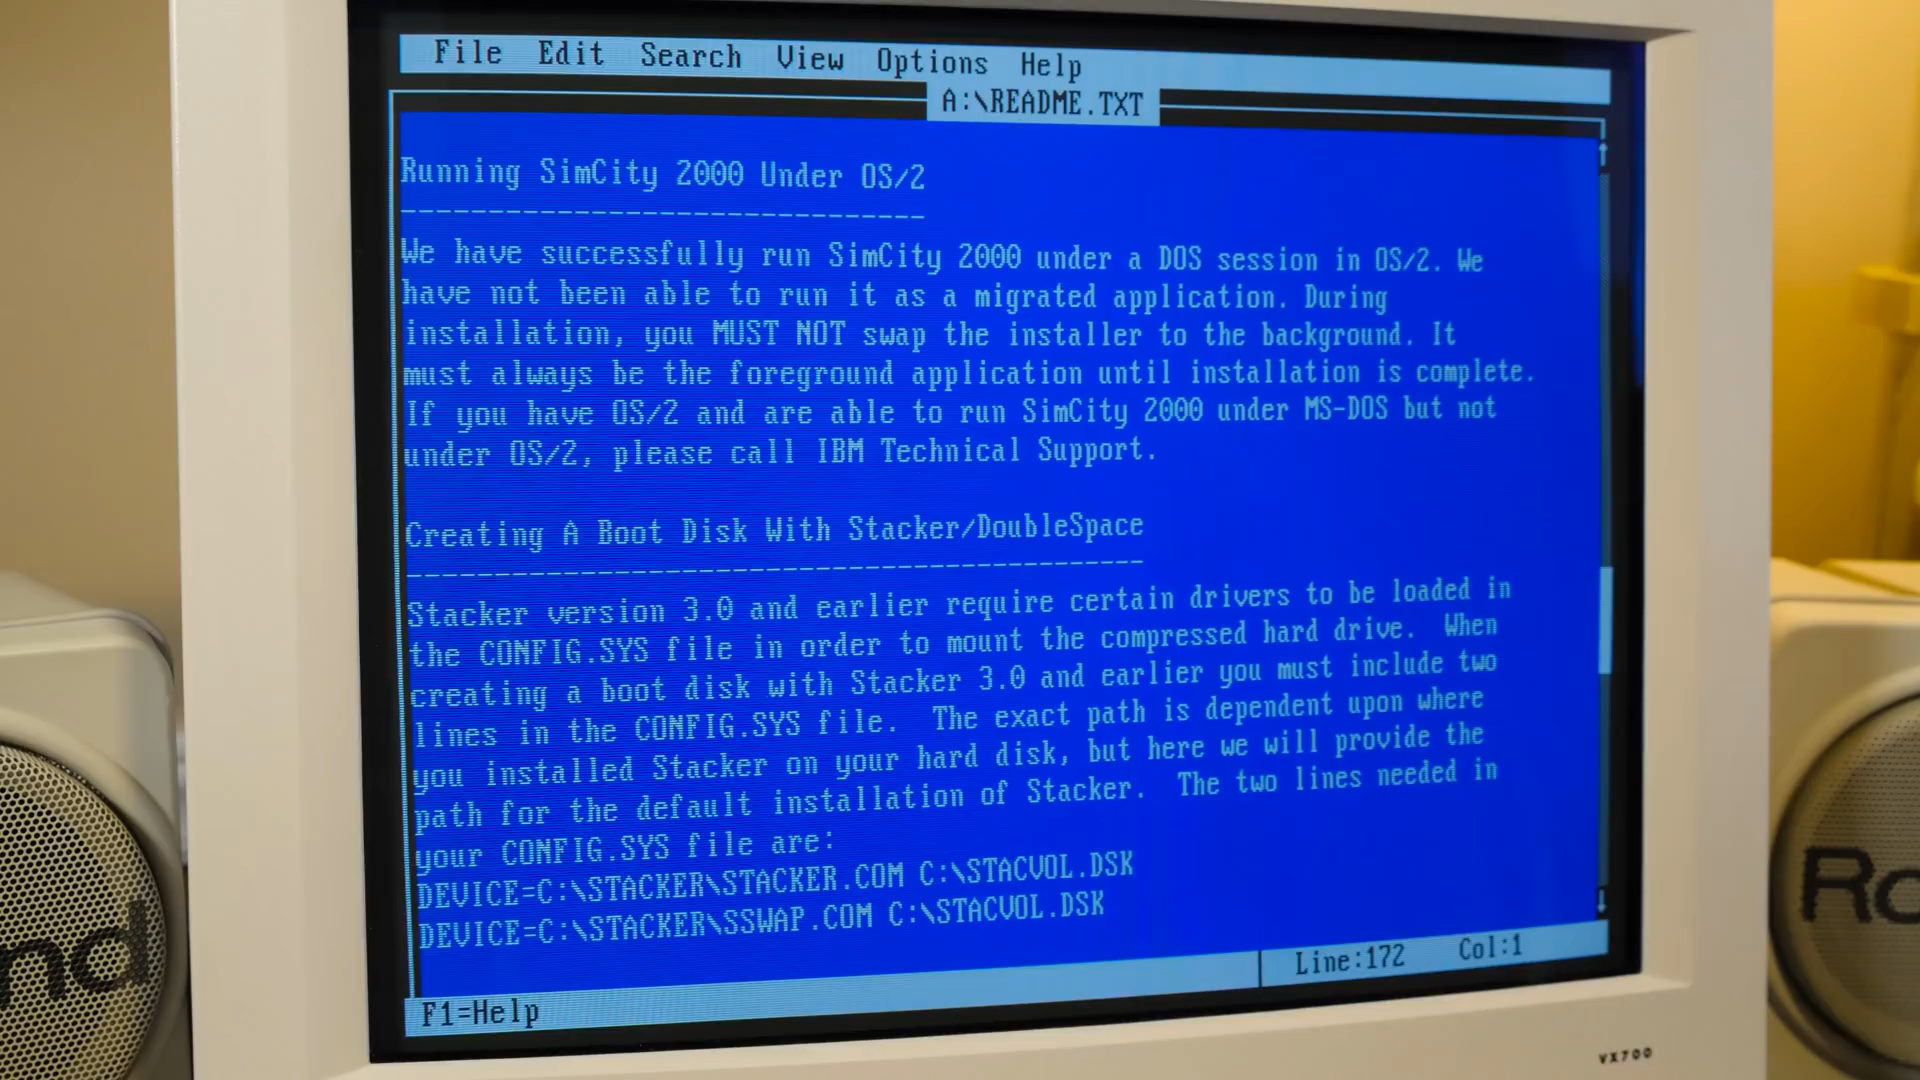 File Edit Search View Options Help
A:\README.TXT
Running SimCity 2000 Under OS/2
------------------------------
We have successfully run SimCity 2000 under a DOS session in OS/2. We
have not been able to run it as a migrated application. During
installation, you MUST NOT swap the installer to the background. It
must always be the foreground application until installation is complete.
If you have OS/2 and are able to run SimCity 2000 under MS-DOS but not
under OS/2, please call IBM Technical Support.
Creating A Boot Disk With Stacker/DoubleSpace
------------------------------------------
Stacker version 3.0 and earlier require certain drivers to be loaded in
the CONFIG.SYS file in order to mount the compressed hard drive.  When
creating a boot disk with Stacker 3.0 and earlier you must include two
lines in the CONFIG.SYS file.  The exact path is dependent upon where
you installed Stacker on your hard disk, but here we will provide the
path for the default installation of Stacker.  The two lines needed in
your CONFIG.SYS file are:
DEVICE=C:\STACKER\STACKER.COM C:\STACVOL.DSK
DEVICE=C:\STACKER\SSWAP.COM C:\STACVOL.DSK
Line:172 Col:1
F1=Help
VX700
nd
Ro